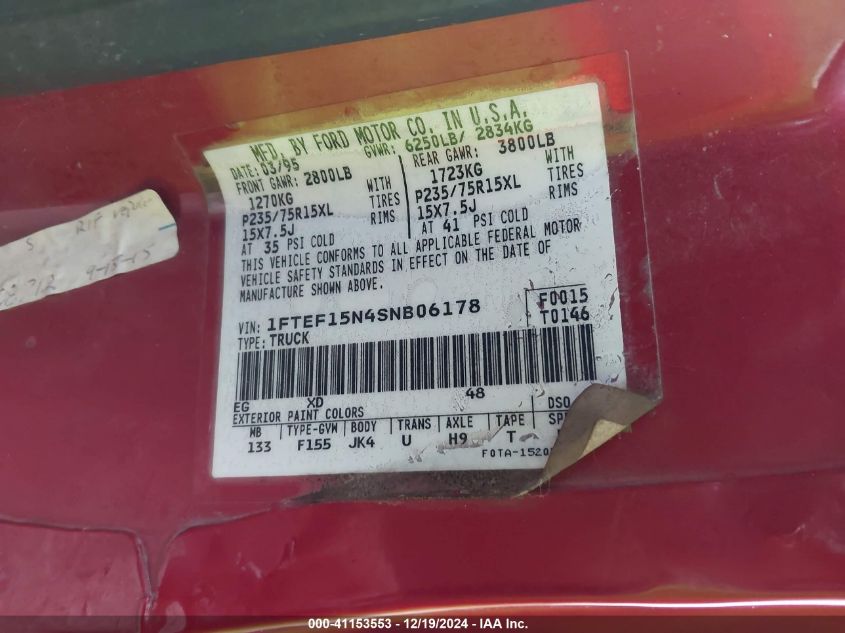 MFD. BY FORD MOTOR CO. IN U.S.A.
DATE: 03/95 GVWR: 6250LB/ 2834KG
FRONT GAWR: 2800LB REAR GAWR: 3800LB
1270KG WITH 1723KG WITH
P235/75R15XL TIRES P235/75R15XL TIRES
15X7.5J RIMS 15X7.5J RIMS
AT 35 PSI COLD AT 41 PSI COLD
THIS VEHICLE CONFORMS TO ALL APPLICABLE FEDERAL MOTOR
VEHICLE SAFETY STANDARDS IN EFFECT ON THE DATE OF
MANUFACTURE SHOWN ABOVE.
VIN: 1FTEF15N4SNB06178 F0015
TYPE: TRUCK T0146
EG XD 48
EXTERIOR PAINT COLORS DSO
WB TYPE-GVW BODY TRANS AXLE TAPE
133 F155 JK4 U H9 T
9-15-15
000-41153553 - 12/19/2024 - IAA Inc.